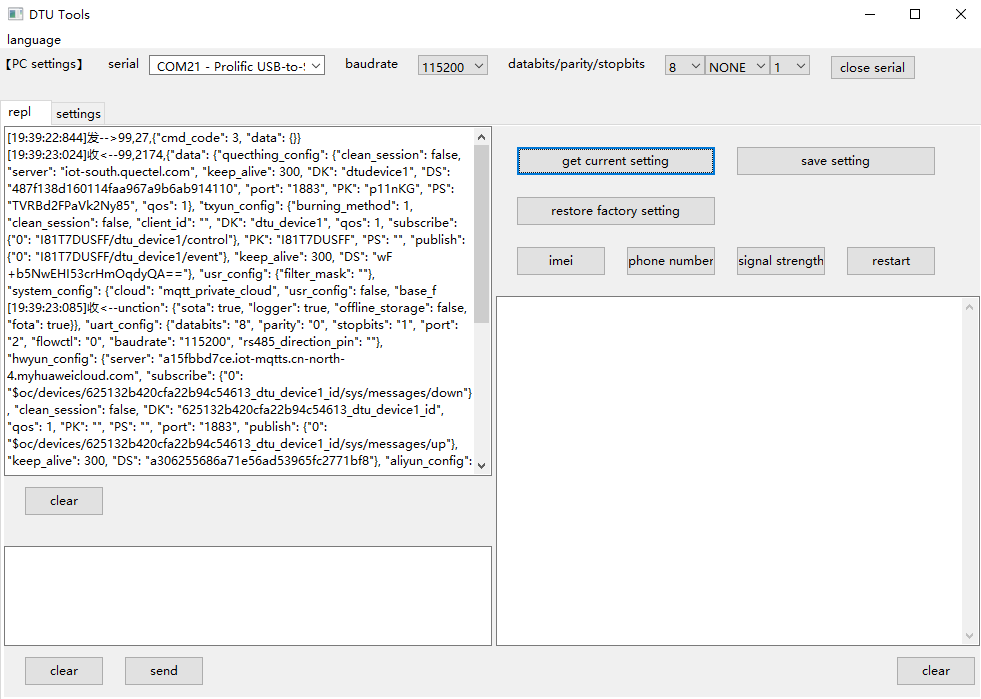 DTU Tools
language
【PC settings】 serial COM21 - Prolific USB-to- baudrate 115200 databits/parity/stopbits 8 NONE 1 close serial
repl settings
[19:39:22:844]发-->99,27,{"cmd_code": 3, "data": {}}
[19:39:23:024]收<--99,2174,{"data": {"quecthing_config": {"clean_session": false,
"server": "iot-south.quectel.com", "keep_alive": 300, "DK": "dtudevice1", "DS":
"487f138d160114faa967a9b6ab914110", "port": "1883", "PK": "p11nKG", "PS":
"TVRBd2FPaVk2Ny85", "qos": 1}, "txyun_config": {"burning_method": 1,
"clean_session": false, "client_id": "", "DK": "dtu_device1", "qos": 1, "subscribe":
{"0": "I81T7DUSFF/dtu_device1/control"}, "PK": "I81T7DUSFF", "PS": "", "publish":
{"0": "I81T7DUSFF/dtu_device1/event"}, "keep_alive": 300, "DS": "wF
+b5NwEHI53crHmOqdyQA=="}, "usr_config": {"filter_mask": ""},
"system_config": {"cloud": "mqtt_private_cloud", "usr_config": false, "base_f
[19:39:23:085]收<--unction": {"sota": true, "logger": true, "offline_storage": false,
"fota": true}}, "uart_config": {"databits": "8", "parity": "0", "stopbits": "1", "port":
"2", "flowctl": "0", "baudrate": "115200", "rs485_direction_pin": ""},
"hwyun_config": {"server": "a15fbbd7ce.iot-mqtts.cn-north-
4.myhuaweicloud.com", "subscribe": {"0":
"$oc/devices/625132b420cfa22b94c54613_dtu_device1_id/sys/messages/down"}
, "clean_session": false, "DK": "625132b420cfa22b94c54613_dtu_device1_id",
"qos": 1, "PK": "", "PS": "", "port": "1883", "publish": {"0":
"$oc/devices/625132b420cfa22b94c54613_dtu_device1_id/sys/messages/up"},
"keep_alive": 300, "DS": "a306255686a71e56ad53965fc2771bf8"}, "aliyun_config":
clear
clear send
get current setting save setting
restore factory setting
imei phone number signal strength restart
clear